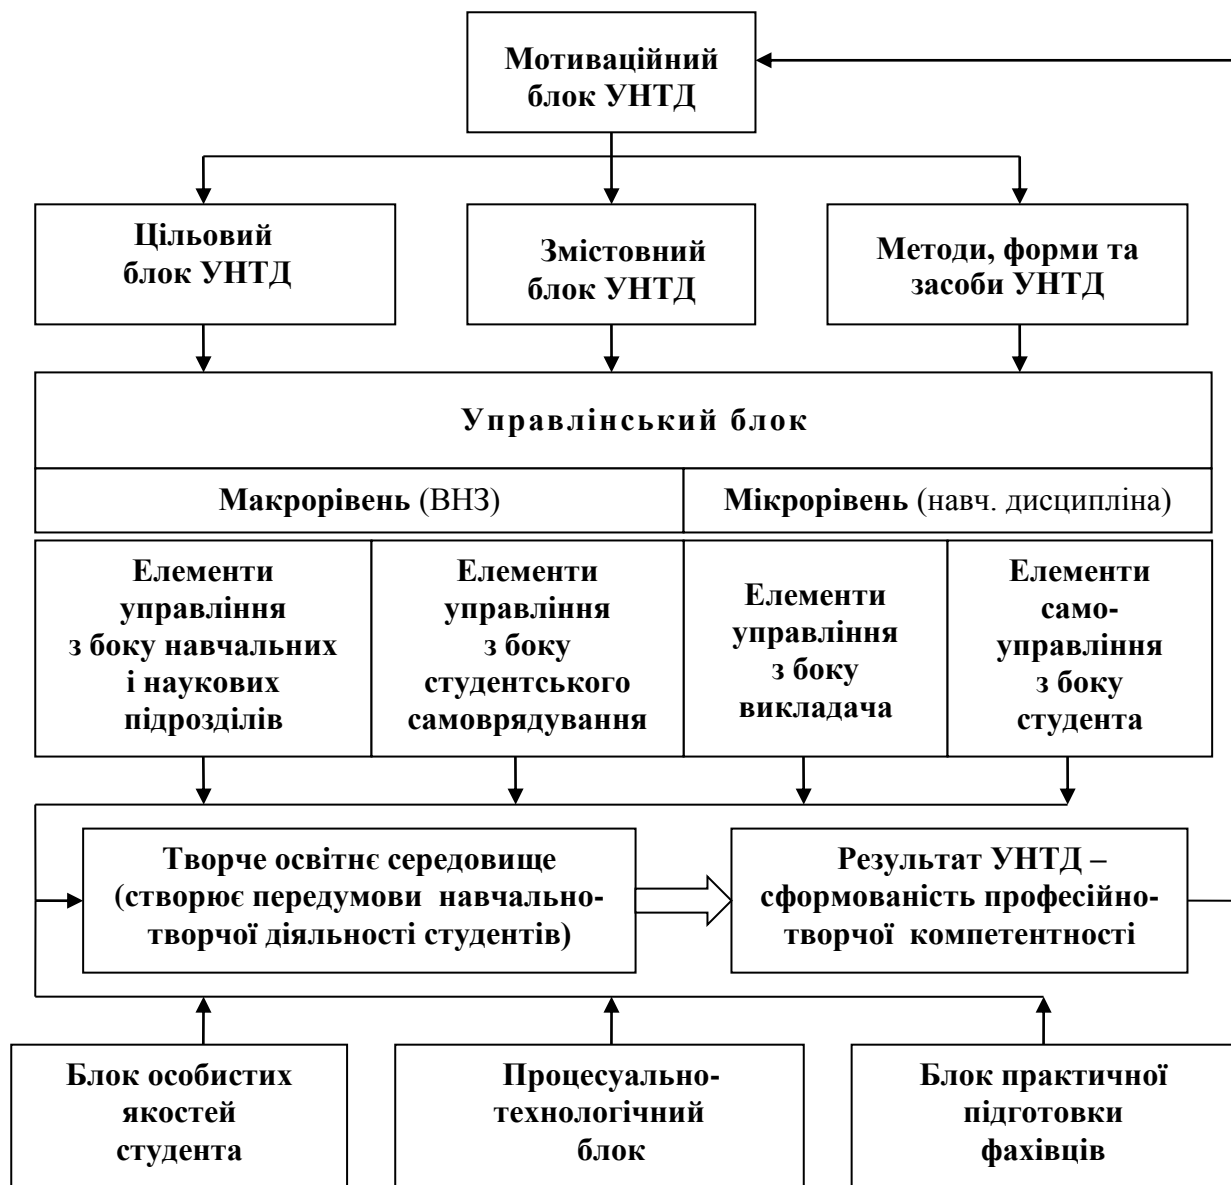 Мотиваційний
блок УНТД
Цільовий
блок УНТД
Змістовний
блок УНТД
Методи, форми та
засоби УНТД
Управлінський блок
Макрорівень (ВНЗ)
Мікрорівень (навч. дисципліна)
Елементи
управління
з боку навчальних
і наукових
підрозділів
Елементи
управління
з боку
студентського
самоврядування
Елементи
управління
з боку
викладача
Елементи
само-
управління
з боку
студента
Творче освітнє середовище
(створює передумови навчально-
творчої діяльності студентів)
Результат УНТД –
сформованість професійно-
творчої компетентності
Блок особистих
якостей
студента
Процесуально-
технологічний
блок
Блок практичної
підготовки
фахівців